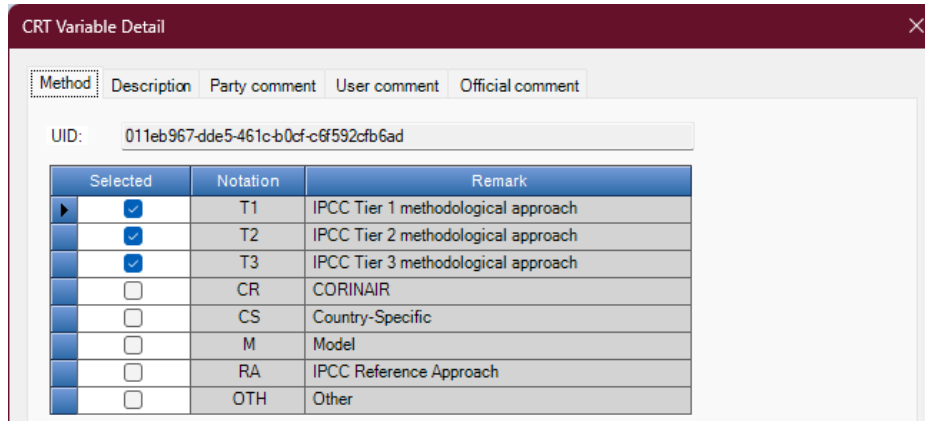 CRT Variable Detail
Method Description Party comment User comment Official comment
UID: 011eb967-dde5-461c-b0cf-c6f592cfb6ad
Selected Notation Remark
T1 IPCC Tier 1 methodological approach
T2 IPCC Tier 2 methodological approach
T3 IPCC Tier 3 methodological approach
CR CORINAIR
CS Country-Specific
M Model
RA IPCC Reference Approach
OTH Other